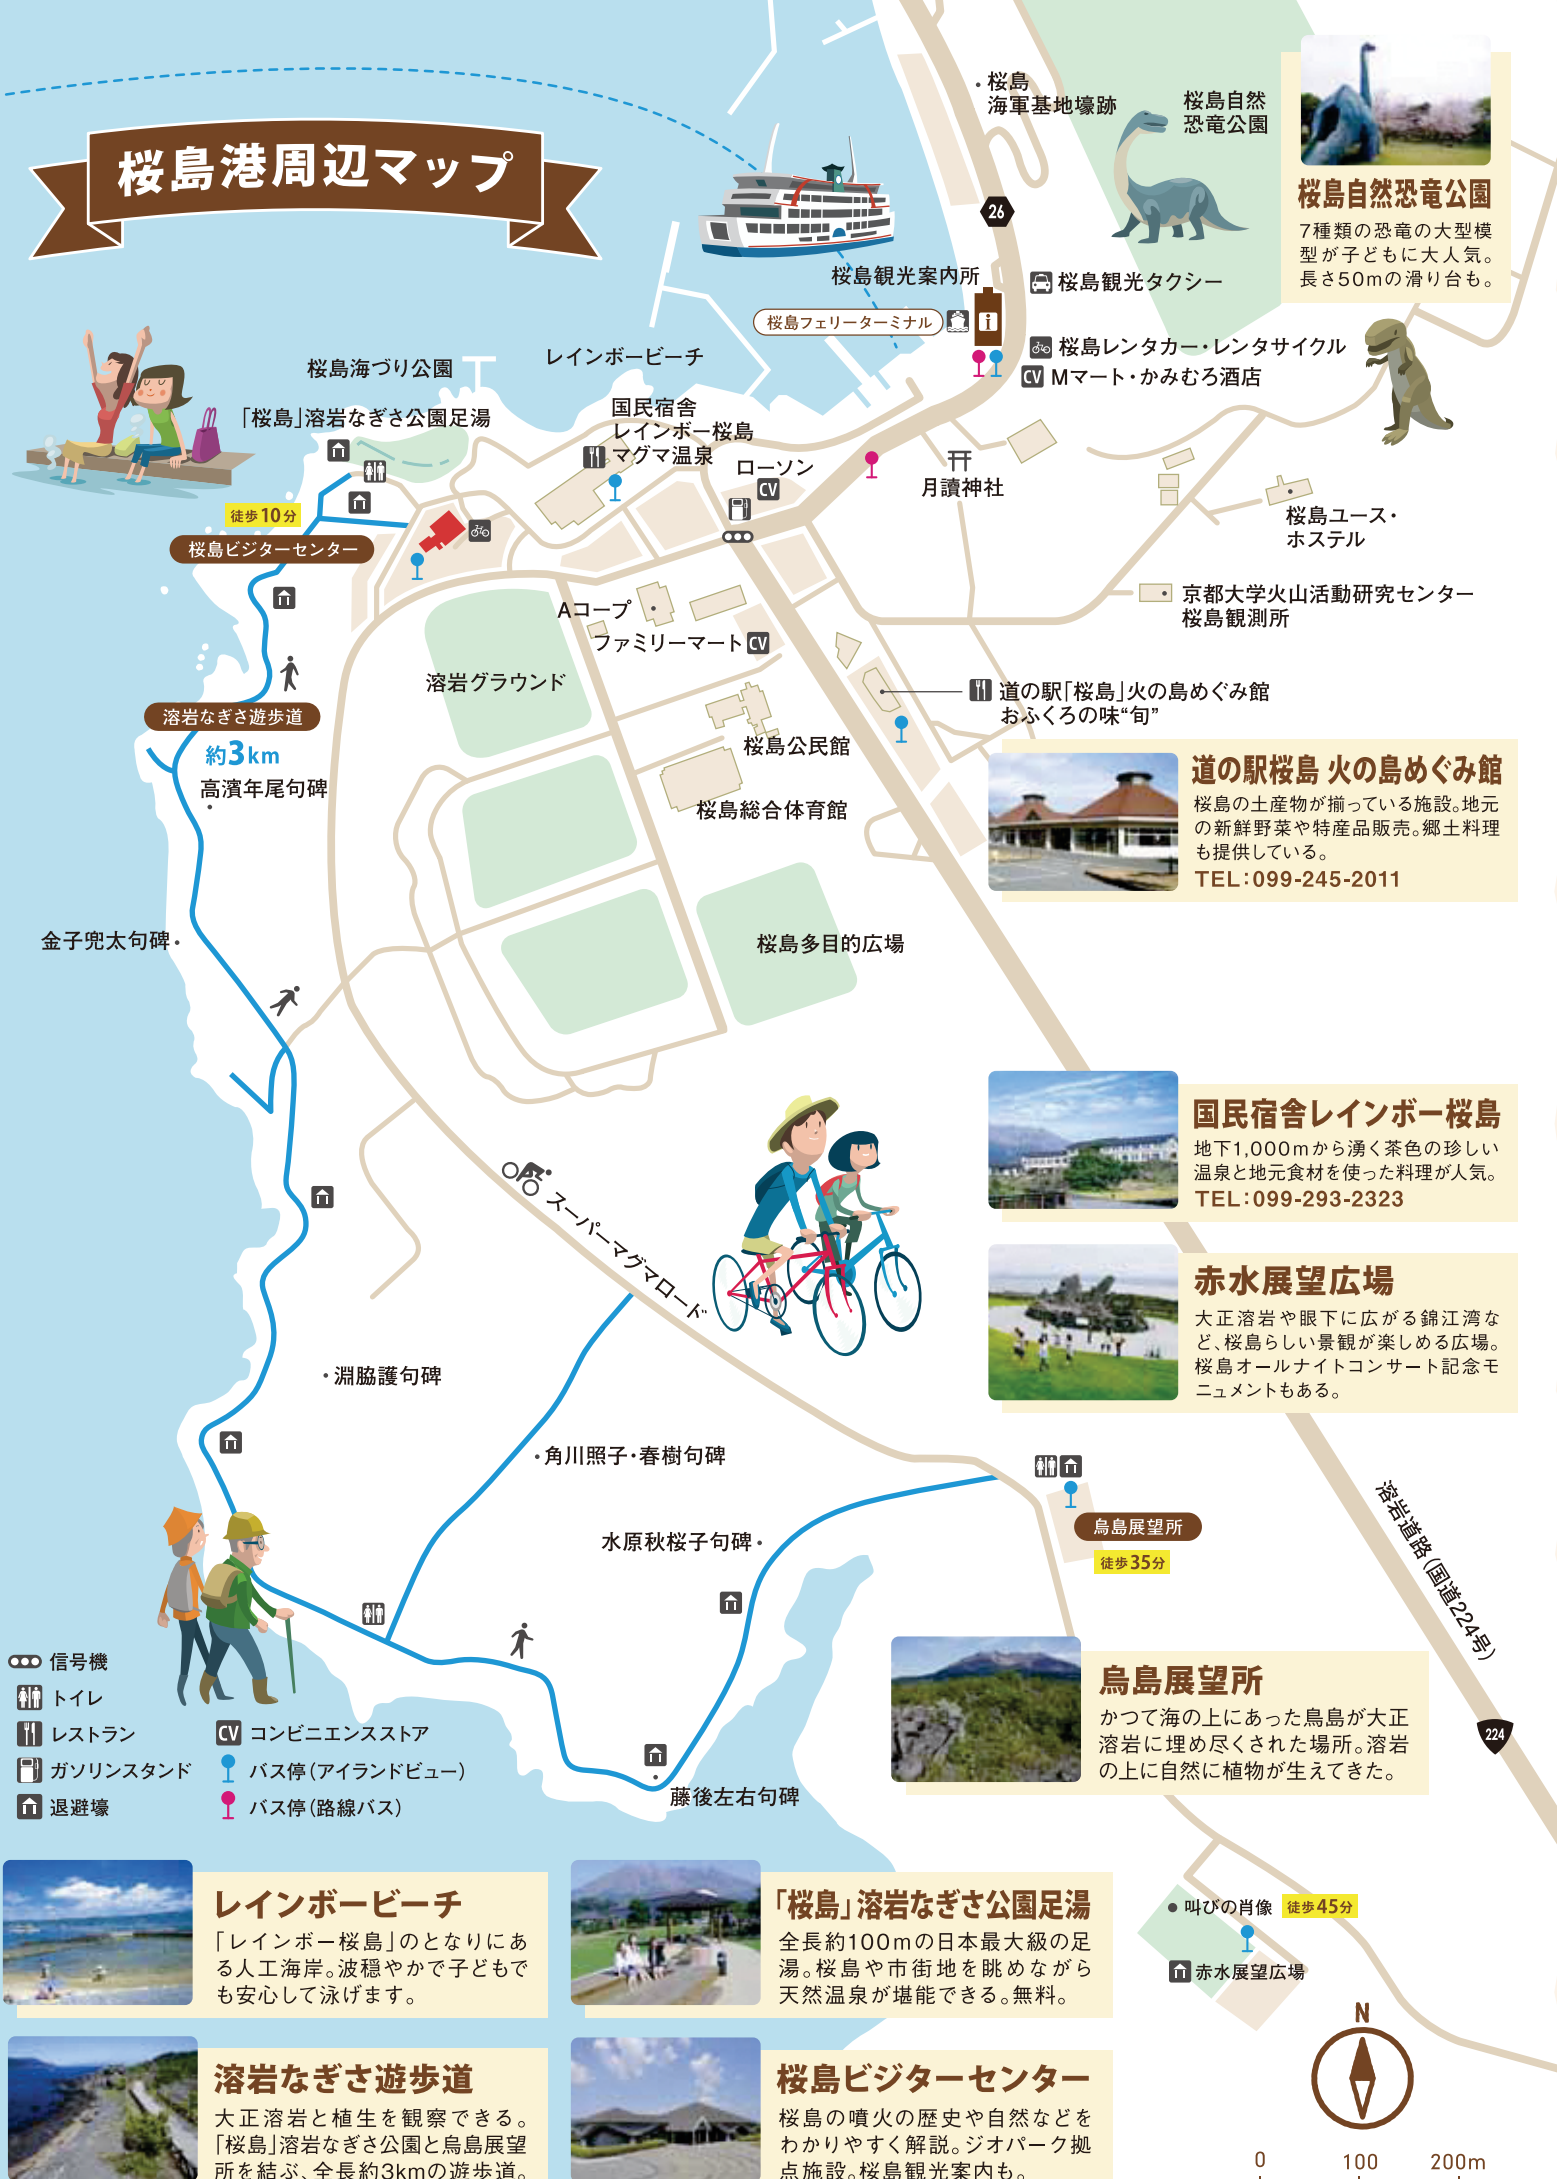 桜島港周辺マップ
桜島
海軍基地壕跡
桜島自然
恐竜公園
桜島自然恐竜公園
7種類の恐竜の大型模
型が子どもに大人気。
長さ50mの滑り台も。
26
桜島観光案内所
桜島観光タクシー
桜島フェリーターミナル
i
桜島レンタカー・レンタサイクル
CV Mマート・かみむろ酒店
桜島海づり公園
レインボービーチ
「桜島」溶岩なぎさ公園足湯
国民宿舎
レインボー桜島
マグマ温泉
ローソン
CV
月讀神社
桜島ユース・
ホステル
徒歩10分
桜島ビジターセンター
京都大学火山活動研究センター
桜島観測所
Aコープ
ファミリーマート CV
溶岩グラウンド
道の駅「桜島」火の島めぐみ館
おふくろの味“旬”
溶岩なぎさ遊歩道
約3km
高濱年尾句碑
桜島公民館
桜島総合体育館
道の駅桜島 火の島めぐみ館
桜島の土産物が揃っている施設。地元
の新鮮野菜や特産品販売。郷土料理
も提供している。
TEL:099-245-2011
金子兜太句碑
桜島多目的広場
国民宿舎レインボー桜島
地下1,000mから湧く茶色の珍しい
温泉と地元食材を使った料理が人気。
TEL:099-293-2323
スーパーマグマロード
赤水展望広場
大正溶岩や眼下に広がる錦江湾な
ど、桜島らしい景観が楽しめる広場。
桜島オールナイトコンサート記念モ
ニュメントもある。
淵脇護句碑
角川照子・春樹句碑
水原秋桜子句碑
烏島展望所
徒歩35分
溶岩道路(国道224号)
224
烏島展望所
かつて海の上にあった烏島が大正
溶岩に埋め尽くされた場所。溶岩
の上に自然に植物が生えてきた。
信号機
トイレ
レストラン
ガソリンスタンド
退避壕
CV コンビニエンスストア
バス停(アイランドビュー)
バス停(路線バス)
藤後左右句碑
レインボービーチ
「レインボー桜島」のとなりにあ
る人工海岸。波穏やかで子どもで
も安心して泳げます。
「桜島」溶岩なぎさ公園足湯
全長約100mの日本最大級の足
湯。桜島や市街地を眺めながら
天然温泉が堪能できる。無料。
叫びの肖像 徒歩45分
赤水展望広場
溶岩なぎさ遊歩道
大正溶岩と植生を観察できる。
「桜島」溶岩なぎさ公園と烏島展望
所を結ぶ、全長約3kmの遊歩道。
桜島ビジターセンター
桜島の噴火の歴史や自然などを
わかりやすく解説。ジオパーク拠
点施設。桜島観光案内も。
N
0 100 200m